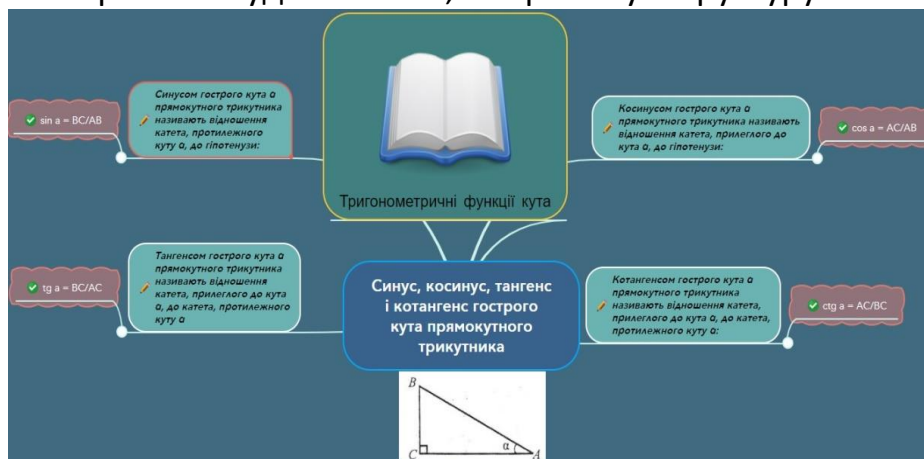 Синусом гострого кута α
прямокутного трикутника
називають відношення
катета, протилежного
куту α, до гіпотенузи:
sin a = BC/AB
Тригонометричні функції кута
Косинусом гострого кута α
прямокутного трикутника називають
відношення катета, прилеглого до
кута α, до гіпотенузи:
cos a = AC/AB
Тангенсом гострого кута α
прямокутного трикутника
називають відношення
катета, прилеглого до кута
α, до катета, протилежного
куту α
tg a = BC/AC
Синус, косинус, тангенс
і котангенс гострого
кута прямокутного
трикутника
Котангенсом гострого кута α
прямокутного трикутника
називають відношення катета,
прилеглого до кута α, до катета,
протилежного куту α:
ctg a = AC/BC
B
C
α
A